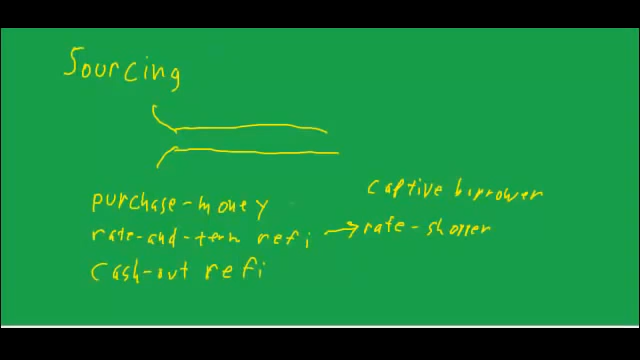 Sourcing
captive borrower
purchase-money
rate-and-term refi → rate-shopper
cash-out refi